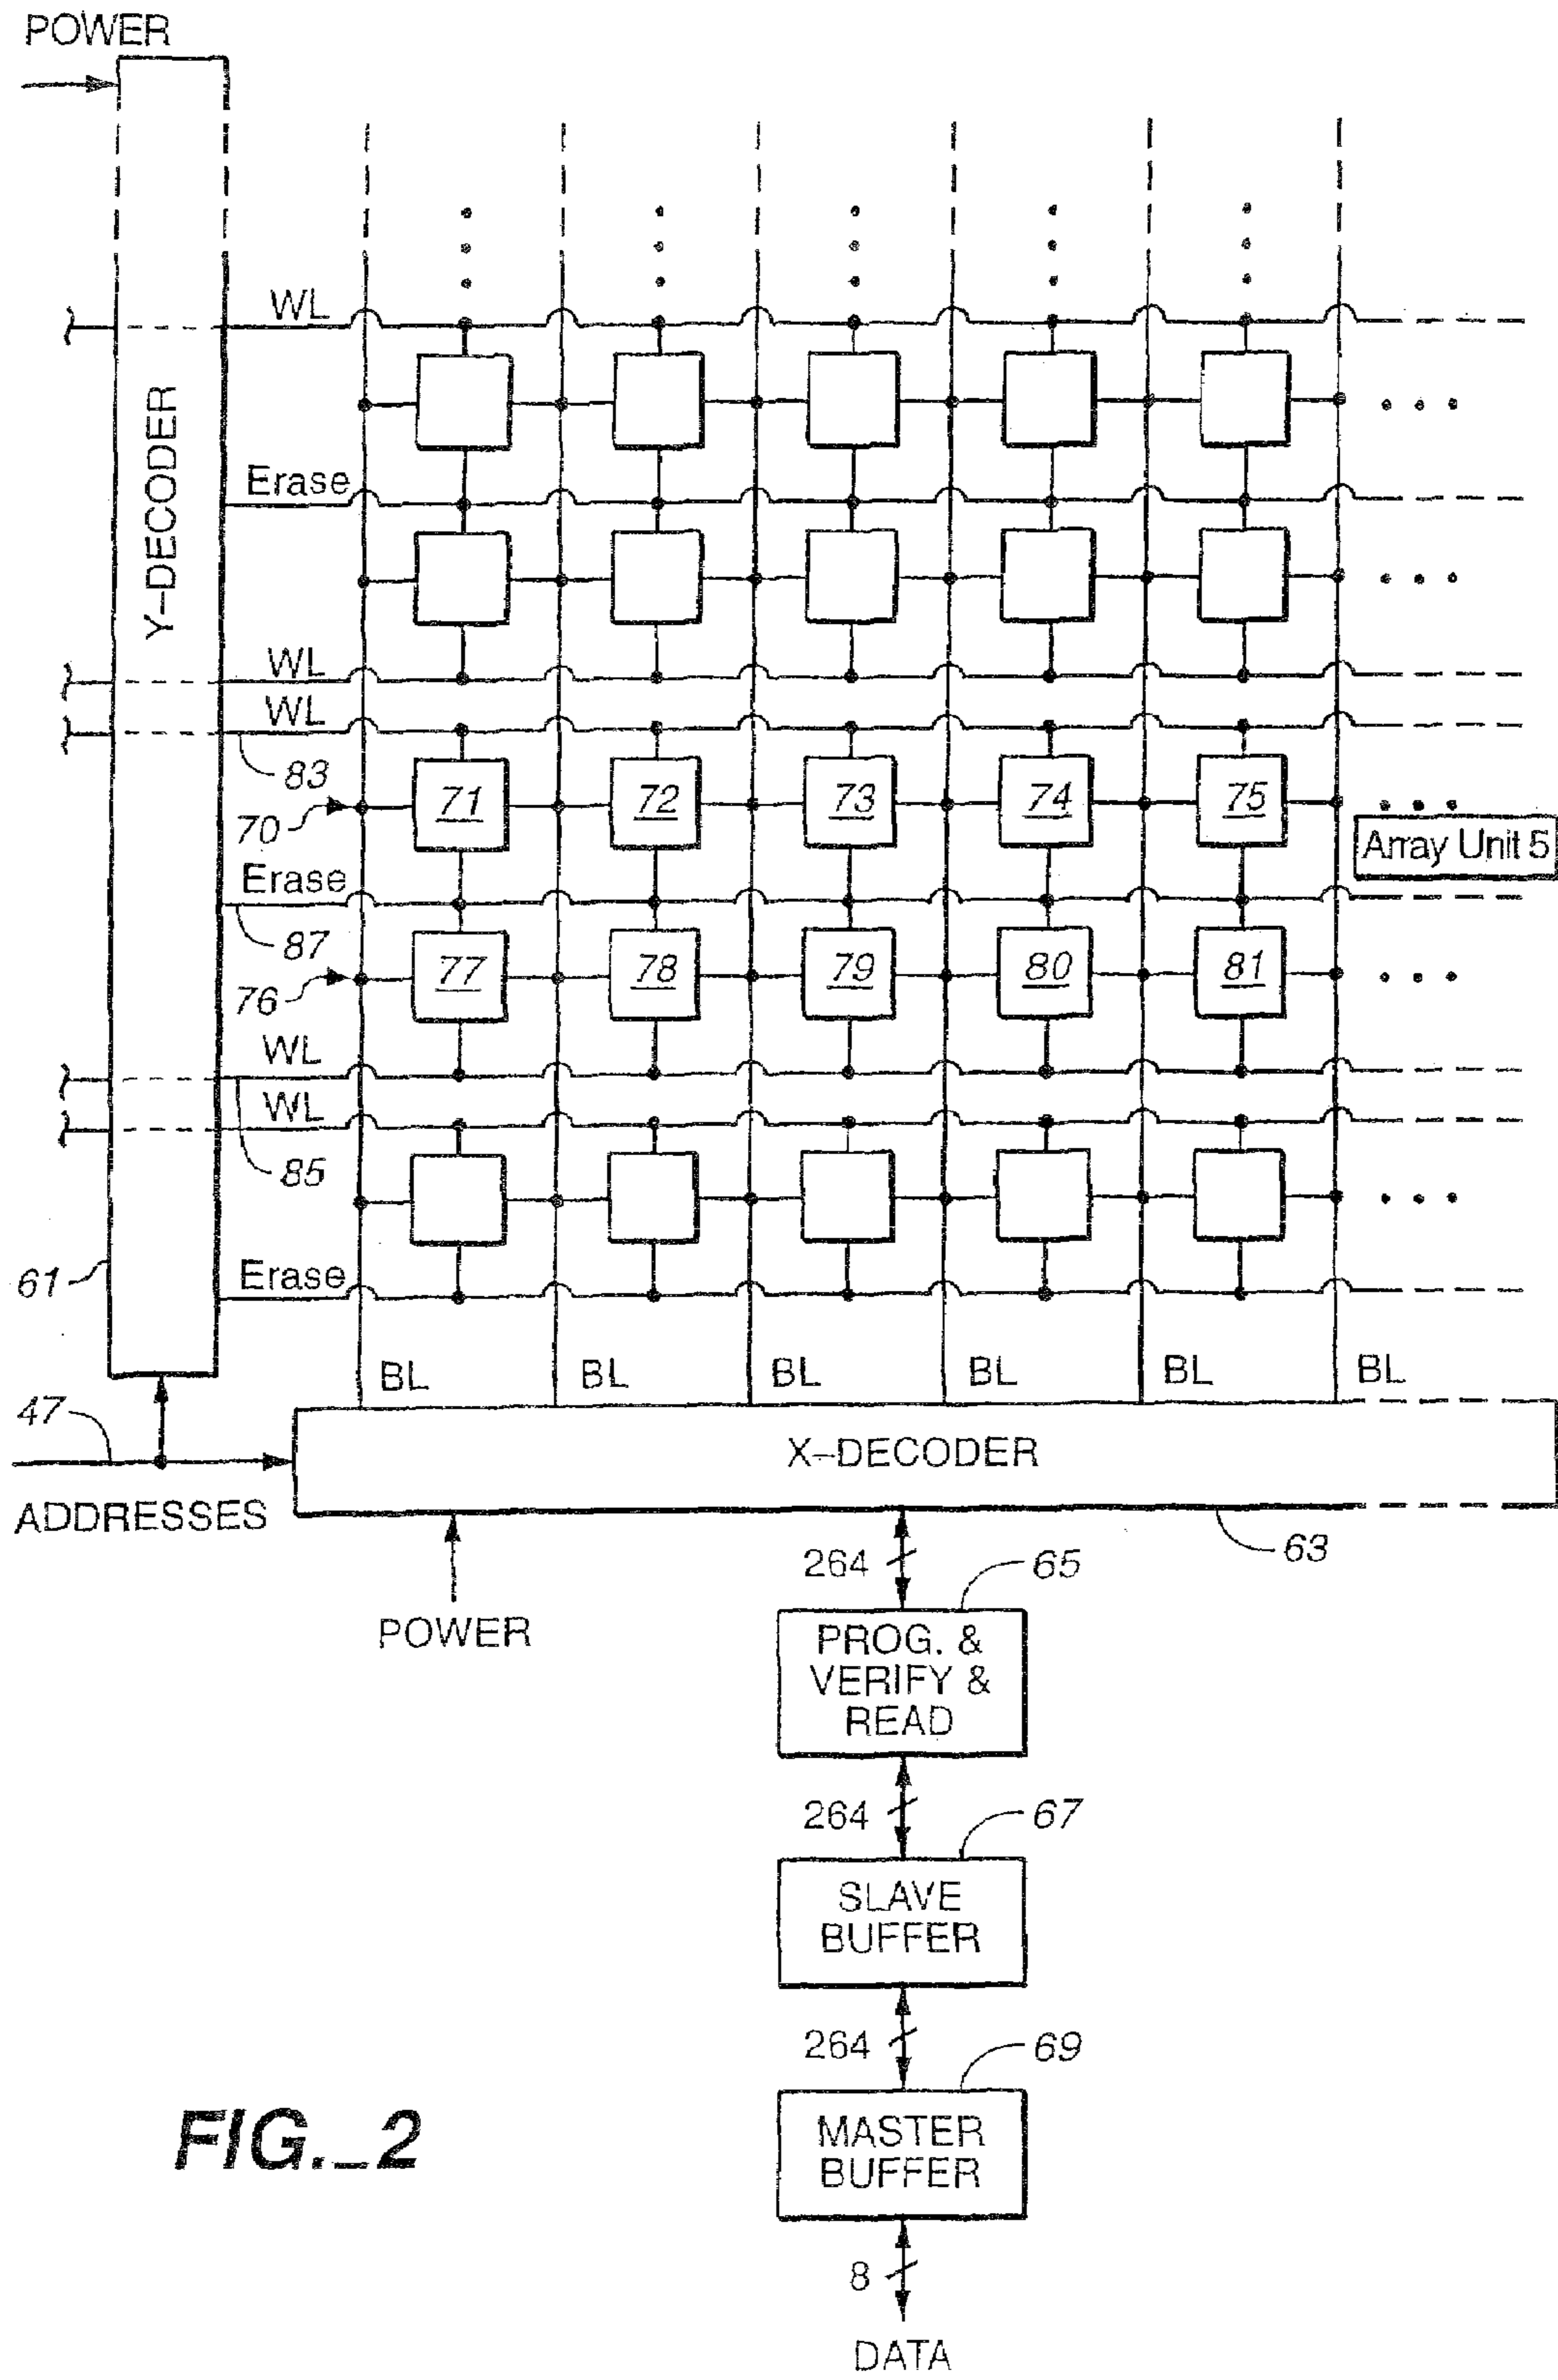 POWER
Y–DECODER
WL
Erase
WL
WL
83
71 72 73 74 75
70
Array Unit 5
Erase
87
77 78 79 80 81
76
WL
WL
85
61
Erase
BL BL BL BL BL BL
47
X–DECODER
ADDRESSES
63
POWER
264
65
PROG. &
VERIFY &
READ
264
67
SLAVE
BUFFER
264
69
MASTER
BUFFER
8
DATA
FIG._2